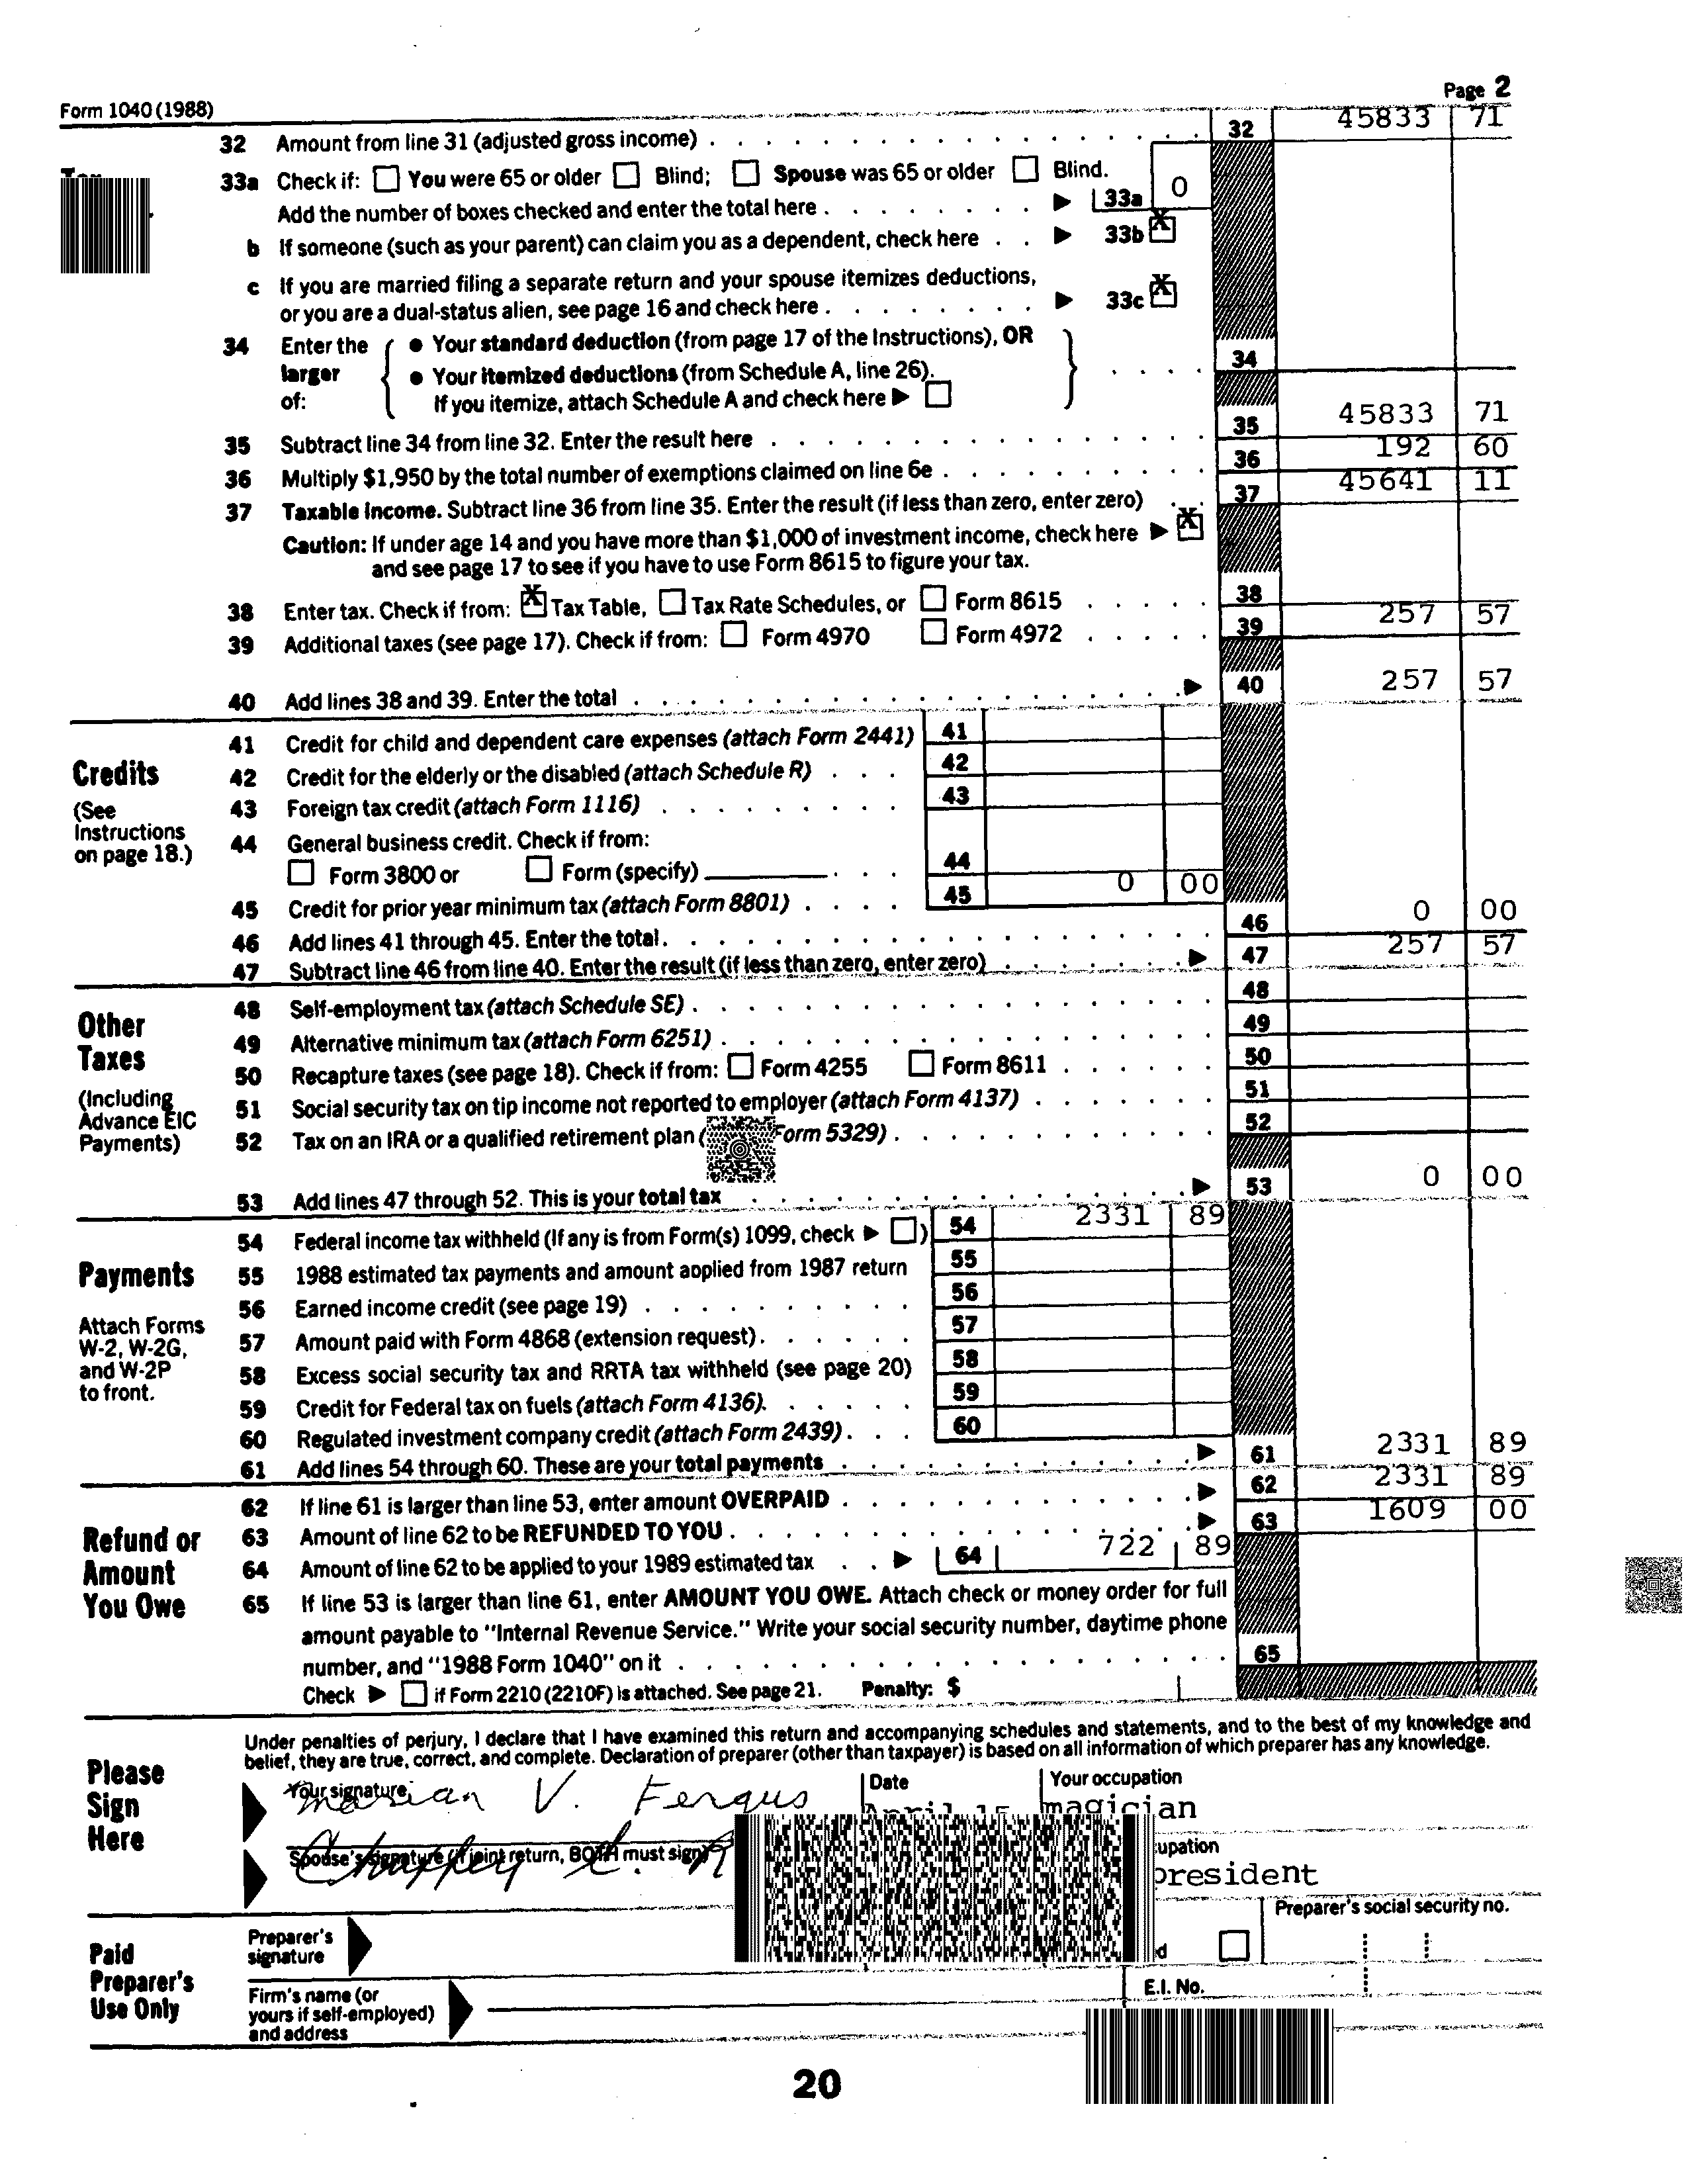 Form 1040 (1988)
Page 2
32 Amount from line 31 (adjusted gross income) 32 45833 71
33a Check if: You were 65 or older Blind; Spouse was 65 or older Blind.
Add the number of boxes checked and enter the total here 33a 0
b If someone (such as your parent) can claim you as a dependent, check here 33b X
c If you are married filing a separate return and your spouse itemizes deductions,
or you are a dual-status alien, see page 16 and check here 33c X
34 Enter the larger of: • Your standard deduction (from page 17 of the Instructions), OR
• Your itemized deductions (from Schedule A, line 26).
If you itemize, attach Schedule A and check here 34
35 Subtract line 34 from line 32. Enter the result here 35 45833 71
36 Multiply $1,950 by the total number of exemptions claimed on line 6e 36 192 60
37 Taxable income. Subtract line 36 from line 35. Enter the result (if less than zero, enter zero) 37 45641 11
Caution: If under age 14 and you have more than $1,000 of investment income, check here X
and see page 17 to see if you have to use Form 8615 to figure your tax.
38 Enter tax. Check if from: X Tax Table, Tax Rate Schedules, or Form 8615 38
39 Additional taxes (see page 17). Check if from: Form 4970 Form 4972 39 257 57
40 Add lines 38 and 39. Enter the total 40 257 57
Credits
(See
Instructions
on page 18.)
41 Credit for child and dependent care expenses (attach Form 2441) 41
42 Credit for the elderly or the disabled (attach Schedule R) 42
43 Foreign tax credit (attach Form 1116) 43
44 General business credit. Check if from:
Form 3800 or Form (specify) 44
45 Credit for prior year minimum tax (attach Form 8801) 45 0 00
46 Add lines 41 through 45. Enter the total. 46 0 00
47 Subtract line 46 from line 40. Enter the result (if less than zero, enter zero) 47 257 57
Other
Taxes
(Including
Advance EIC
Payments)
48 Self-employment tax (attach Schedule SE) 48
49 Alternative minimum tax (attach Form 6251) 49
50 Recapture taxes (see page 18). Check if from: Form 4255 Form 8611 50
51 Social security tax on tip income not reported to employer (attach Form 4137) 51
52 Tax on an IRA or a qualified retirement plan ( Form 5329) 52
53 Add lines 47 through 52. This is your total tax 53 0 00
Payments
Attach Forms
W-2, W-2G,
and W-2P
to front.
54 Federal income tax withheld (If any is from Form(s) 1099, check ) 54 2331 89
55 1988 estimated tax payments and amount applied from 1987 return 55
56 Earned income credit (see page 19) 56
57 Amount paid with Form 4868 (extension request) 57
58 Excess social security tax and RRTA tax withheld (see page 20) 58
59 Credit for Federal tax on fuels (attach Form 4136). 59
60 Regulated investment company credit (attach Form 2439) 60
61 Add lines 54 through 60. These are your total payments 61 2331 89
Refund or
Amount
You Owe
62 If line 61 is larger than line 53, enter amount OVERPAID 62 2331 89
63 Amount of line 62 to be REFUNDED TO YOU 63 1609 00
64 Amount of line 62 to be applied to your 1989 estimated tax 64 722 89
65 If line 53 is larger than line 61, enter AMOUNT YOU OWE. Attach check or money order for full
amount payable to "Internal Revenue Service." Write your social security number, daytime phone
number, and "1988 Form 1040" on it 65
Check if Form 2210 (2210F) is attached. See page 21. Penalty: $
Please
Sign
Here
Under penalties of perjury, I declare that I have examined this return and accompanying schedules and statements, and to the best of my knowledge and
belief, they are true, correct, and complete. Declaration of preparer (other than taxpayer) is based on all information of which preparer has any knowledge.
Your signature Date Your occupation
Marian V. Fergus April 15 magician
Spouse's signature (if joint return, BOTH must sign)
president
Paid
Preparer's
Use Only
Preparer's
signature
Preparer's social security no.
Firm's name (or
yours if self-employed)
and address
E.I. No.
20